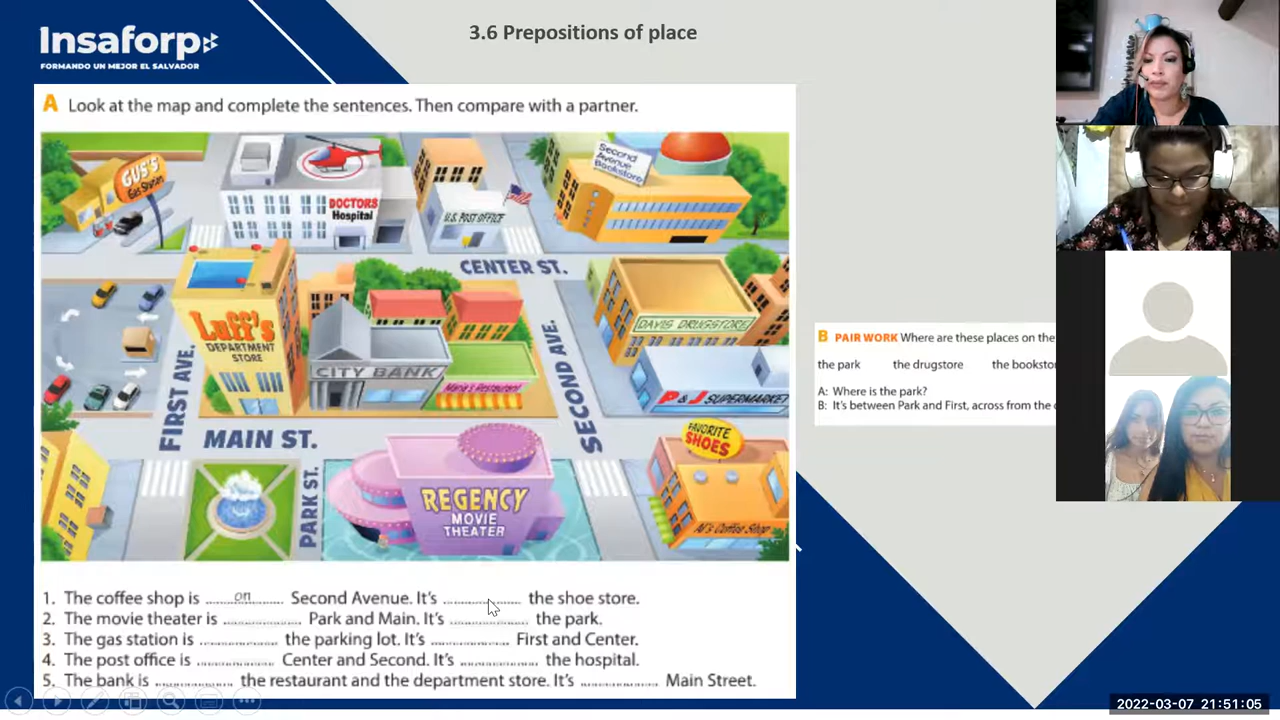 Insaforp
FORMANDO UN MEJOR EL SALVADOR
3.6 Prepositions of place
A Look at the map and complete the sentences. Then compare with a partner.
GUS'S
Gas Station
DOCTORS
Hospital
U.S. POST OFFICE
Second
Avenue
Bookstore
CENTER ST.
Luff's
DEPARTMENT
STORE
CITY BANK
Maria's Restaurant
DAVIS DRUGSTORE
P & J SUPERMARKET
FIRST AVE.
SECOND AVE.
MAIN ST.
PARK ST.
REGENCY
MOVIE
THEATER
FAVORITE
SHOES
Al's Coffee Shop
1. The coffee shop is ....on.... Second Avenue. It's .................... the shoe store.
2. The movie theater is .................... Park and Main. It's .................... the park.
3. The gas station is .................... the parking lot. It's .................... First and Center.
4. The post office is .................... Center and Second. It's .................... the hospital.
5. The bank is .................... the restaurant and the department store. It's .................... Main Street.
B PAIR WORK Where are these places on the
the park the drugstore the booksto
A: Where is the park?
B: It's between Park and First, across from the
2022-03-07 21:51:05